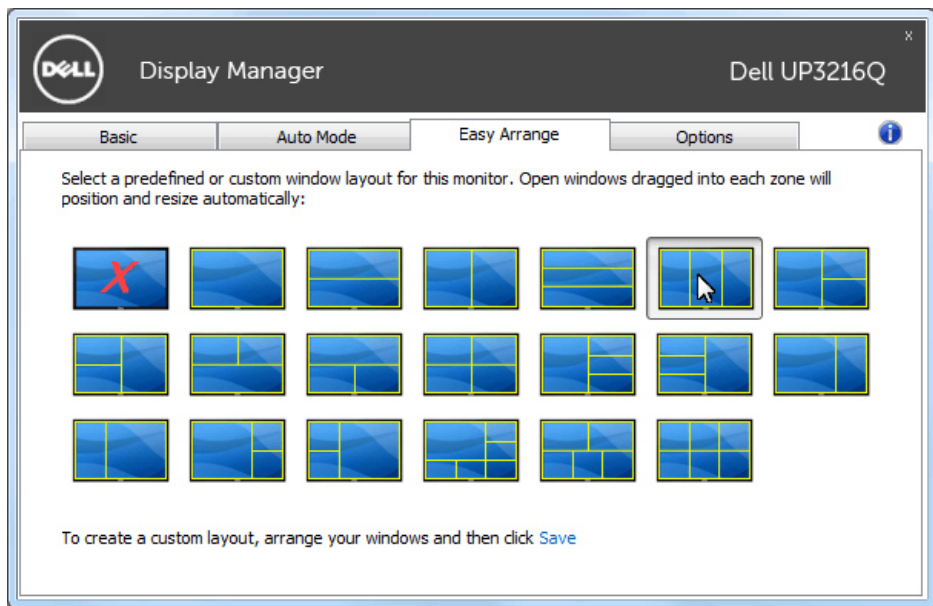 x
DELL
Display Manager
Dell UP3216Q
Basic
Auto Mode
Easy Arrange
Options
i
Select a predefined or custom window layout for this monitor. Open windows dragged into each zone will
position and resize automatically:
X
To create a custom layout, arrange your windows and then click Save